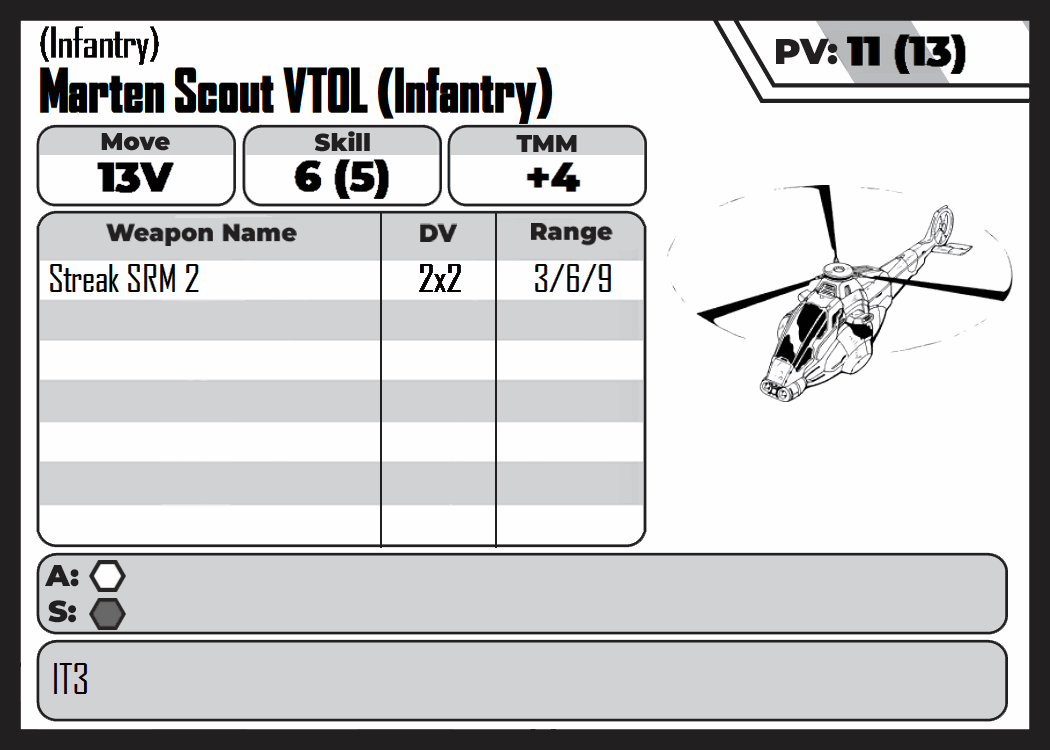 (Infantry)
Marten Scout VTOL (Infantry)
PV: 11 (13)
Move Skill TMM
13V 6 (5) +4
Weapon Name DV Range
Streak SRM 2 2x2 3/6/9
A:
S:
IT3